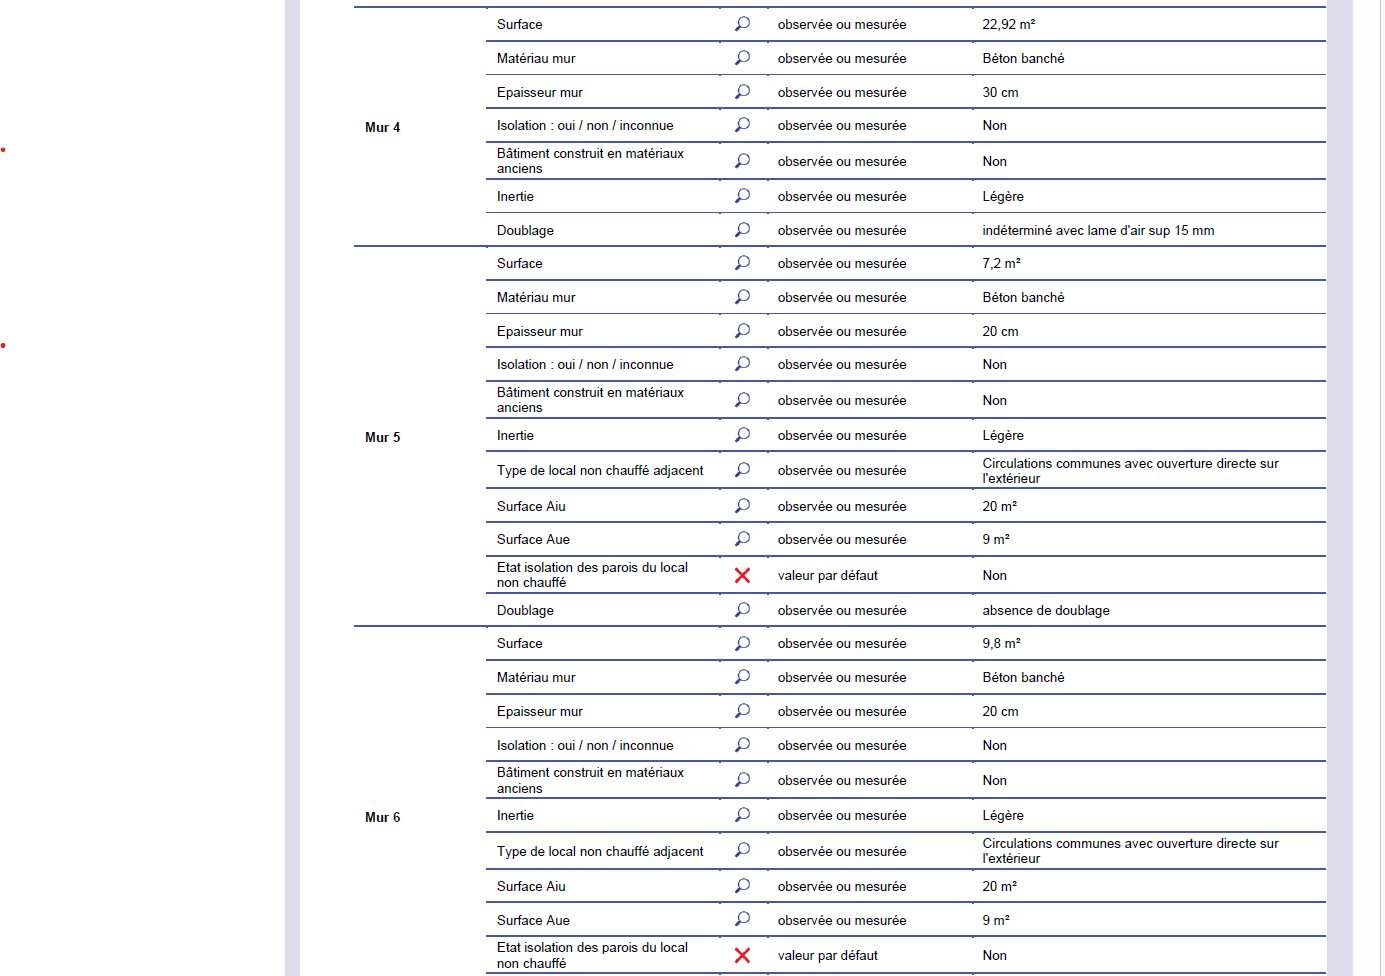 Surface observée ou mesurée 22,92 m²
Matériau mur observée ou mesurée Béton banché
Epaisseur mur observée ou mesurée 30 cm
Mur 4 Isolation : oui / non / inconnue observée ou mesurée Non
Bâtiment construit en matériaux
anciens observée ou mesurée Non
Inertie observée ou mesurée Légère
Doublage observée ou mesurée indéterminé avec lame d'air sup 15 mm
Surface observée ou mesurée 7,2 m²
Matériau mur observée ou mesurée Béton banché
Epaisseur mur observée ou mesurée 20 cm
Isolation : oui / non / inconnue observée ou mesurée Non
Bâtiment construit en matériaux
anciens observée ou mesurée Non
Mur 5 Inertie observée ou mesurée Légère
Type de local non chauffé adjacent observée ou mesurée Circulations communes avec ouverture directe sur
l'extérieur
Surface Aiu observée ou mesurée 20 m²
Surface Aue observée ou mesurée 9 m²
Etat isolation des parois du local
non chauffé valeur par défaut Non
Doublage observée ou mesurée absence de doublage
Surface observée ou mesurée 9,8 m²
Matériau mur observée ou mesurée Béton banché
Epaisseur mur observée ou mesurée 20 cm
Isolation : oui / non / inconnue observée ou mesurée Non
Bâtiment construit en matériaux
anciens observée ou mesurée Non
Mur 6 Inertie observée ou mesurée Légère
Type de local non chauffé adjacent observée ou mesurée Circulations communes avec ouverture directe sur
l'extérieur
Surface Aiu observée ou mesurée 20 m²
Surface Aue observée ou mesurée 9 m²
Etat isolation des parois du local
non chauffé valeur par défaut Non